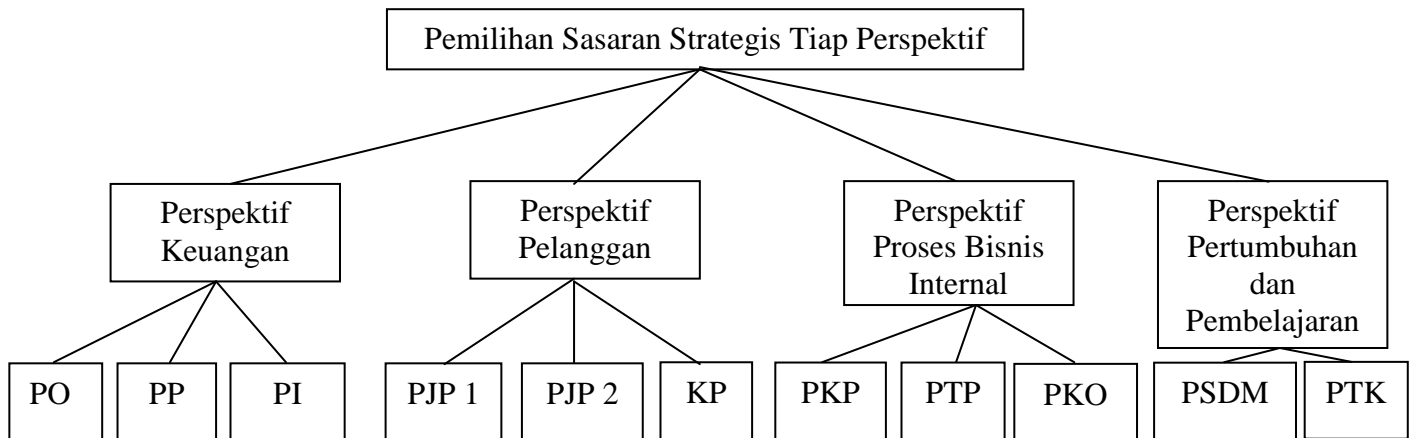 Pemilihan Sasaran Strategis Tiap Perspektif
Perspektif
Keuangan
Perspektif
Pelanggan
Perspektif
Proses Bisnis
Internal
Perspektif
Pertumbuhan
dan
Pembelajaran
PO
PP
PI
PJP 1
PJP 2
KP
PKP
PTP
PKO
PSDM
PTK